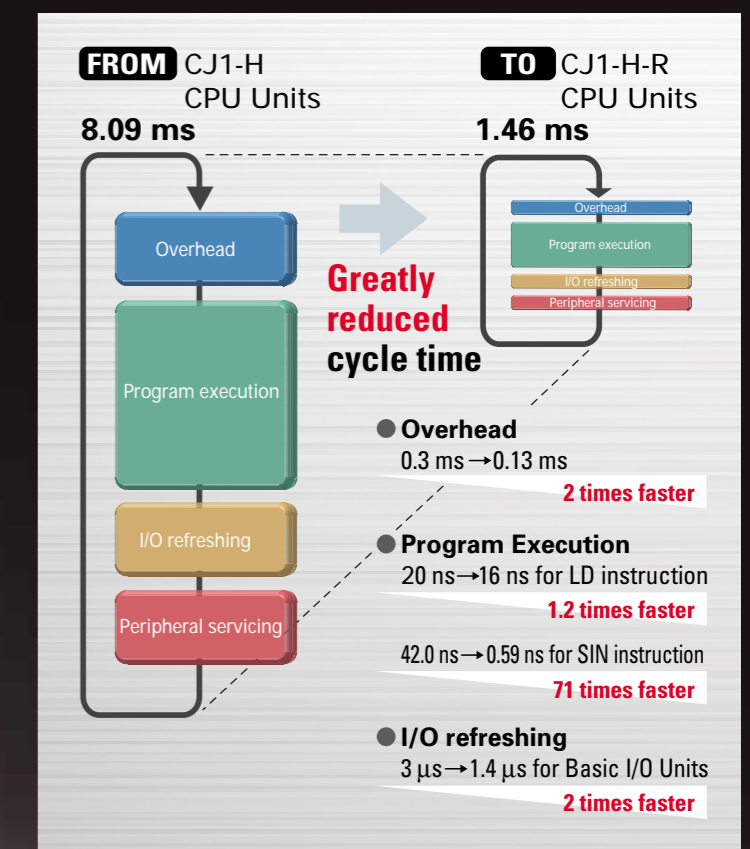 FROM CJ1-H
CPU Units
8.09 ms
TO CJ1-H-R
CPU Units
1.46 ms
Overhead
Program execution
I/O refreshing
Peripheral servicing
Greatly
reduced
cycle time
Overhead
Program execution
I/O refreshing
Peripheral servicing
● Overhead
0.3 ms→0.13 ms
2 times faster
● Program Execution
20 ns→16 ns for LD instruction
1.2 times faster
42.0 ns→0.59 ns for SIN instruction
71 times faster
● I/O refreshing
3 μs→1.4 μs for Basic I/O Units
2 times faster